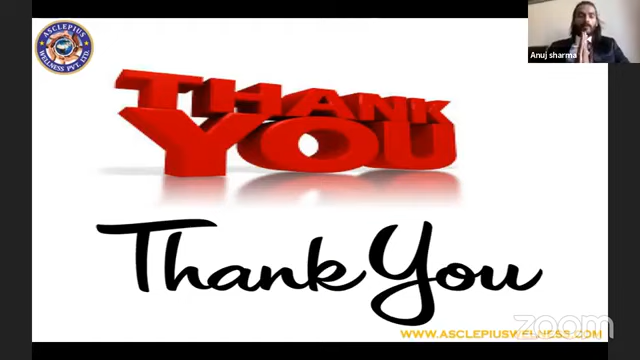 ASCLEPIUS
WELLNESS PVT. LTD.
Anuj sharma
THANK
YOU
Thank You
zoom
WWW.ASCLEPIUSWELLNESS.COM